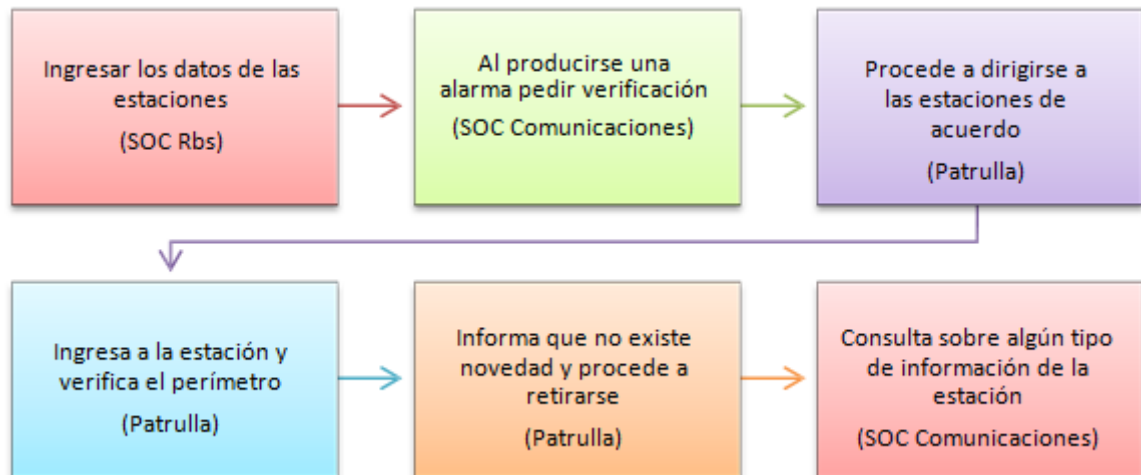 Ingresar los datos de las
estaciones
(SOC Rbs)
Al producirse una
alarma pedir verificación
(SOC Comunicaciones)
Procede a dirigirse a
las estaciones de
acuerdo
(Patrulla)
Ingresa a la estación y
verifica el perímetro
(Patrulla)
Informa que no existe
novedad y procede a
retirarse
(Patrulla)
Consulta sobre algún tipo
de información de la
estación
(SOC Comunicaciones)